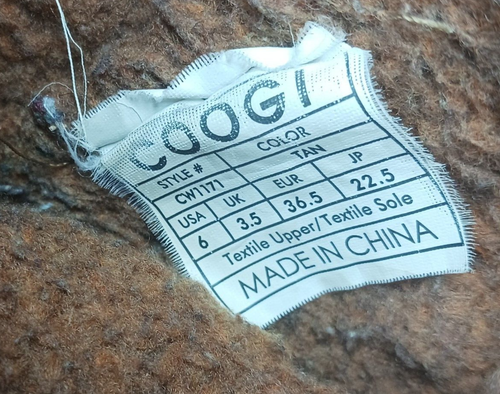 COOGI
STYLE # COLOR
CW1171 TAN
USA UK EUR JP
6 3.5 36.5 22.5
Textile Upper/Textile Sole
MADE IN CHINA